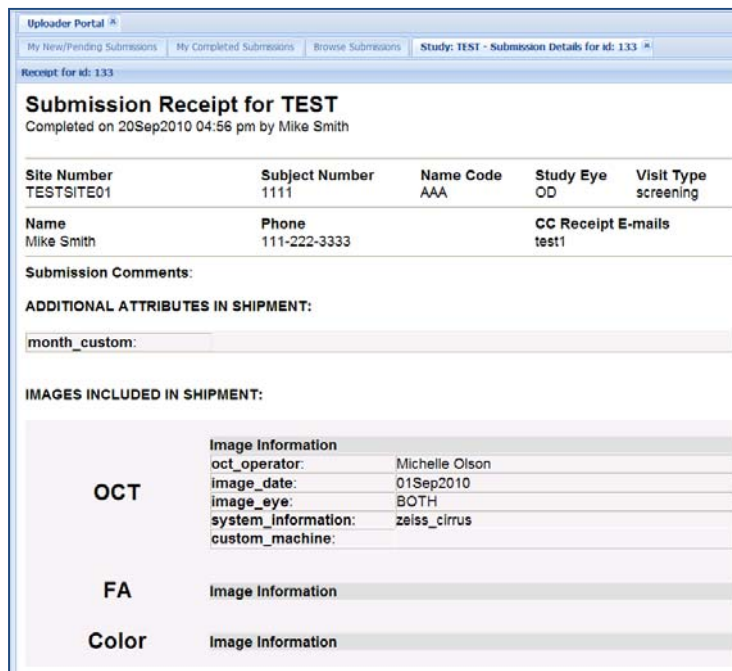 Uploader Portal
My New/Pending Submissions My Completed Submissions Browse Submissions Study: TEST - Submission Details for id: 133
Receipt for id: 133
Submission Receipt for TEST
Completed on 20Sep2010 04:56 pm by Mike Smith
Site Number Subject Number Name Code Study Eye Visit Type
TESTSITE01 1111 AAA OD screening
Name Phone CC Receipt E-mails
Mike Smith 111-222-3333 test1
Submission Comments:
ADDITIONAL ATTRIBUTES IN SHIPMENT:
month_custom:
IMAGES INCLUDED IN SHIPMENT:
OCT
Image Information
oct_operator: Michelle Olson
image_date: 01Sep2010
image_eye: BOTH
system_information: zeiss_cirrus
custom_machine:
FA Image Information
Color Image Information